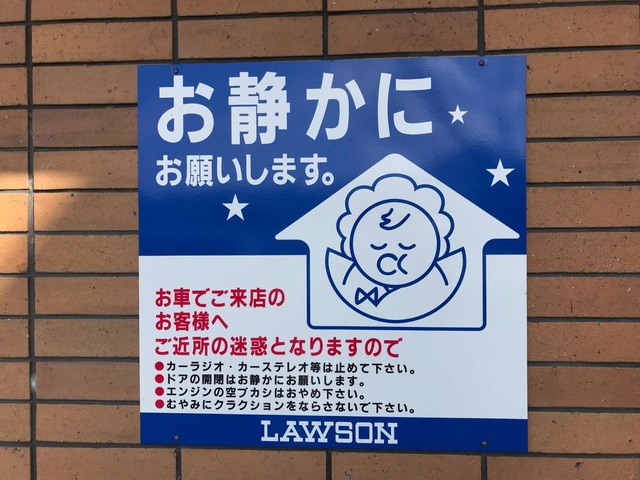 お静かに
お願いします。
お車でご来店の
お客様へ
ご近所の迷惑となりますので
●カーラジオ・カーステレオ等は止めて下さい。
●ドアの開閉はお静かにお願いします。
●エンジンの空ブカシはおやめ下さい。
●むやみにクラクションをならさないで下さい。
LAWSON